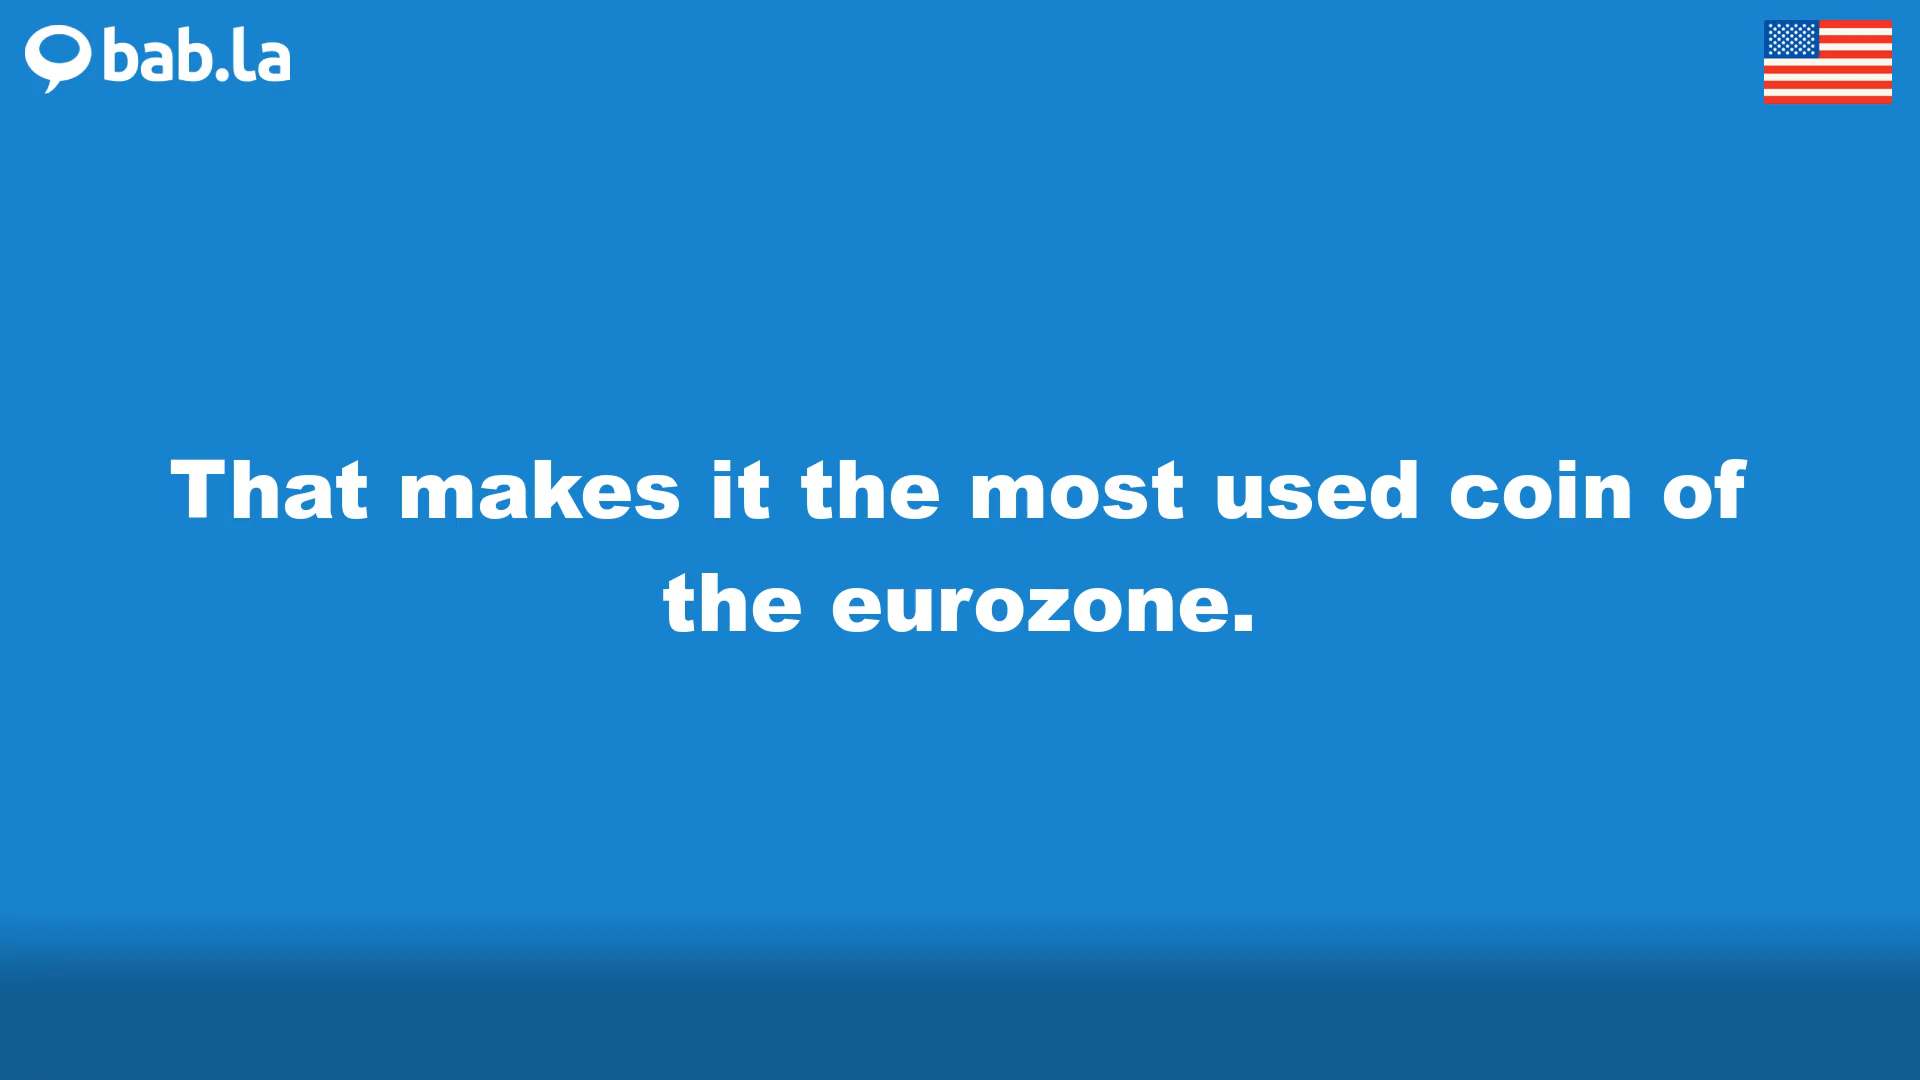 bab.la
That makes it the most used coin of
the eurozone.